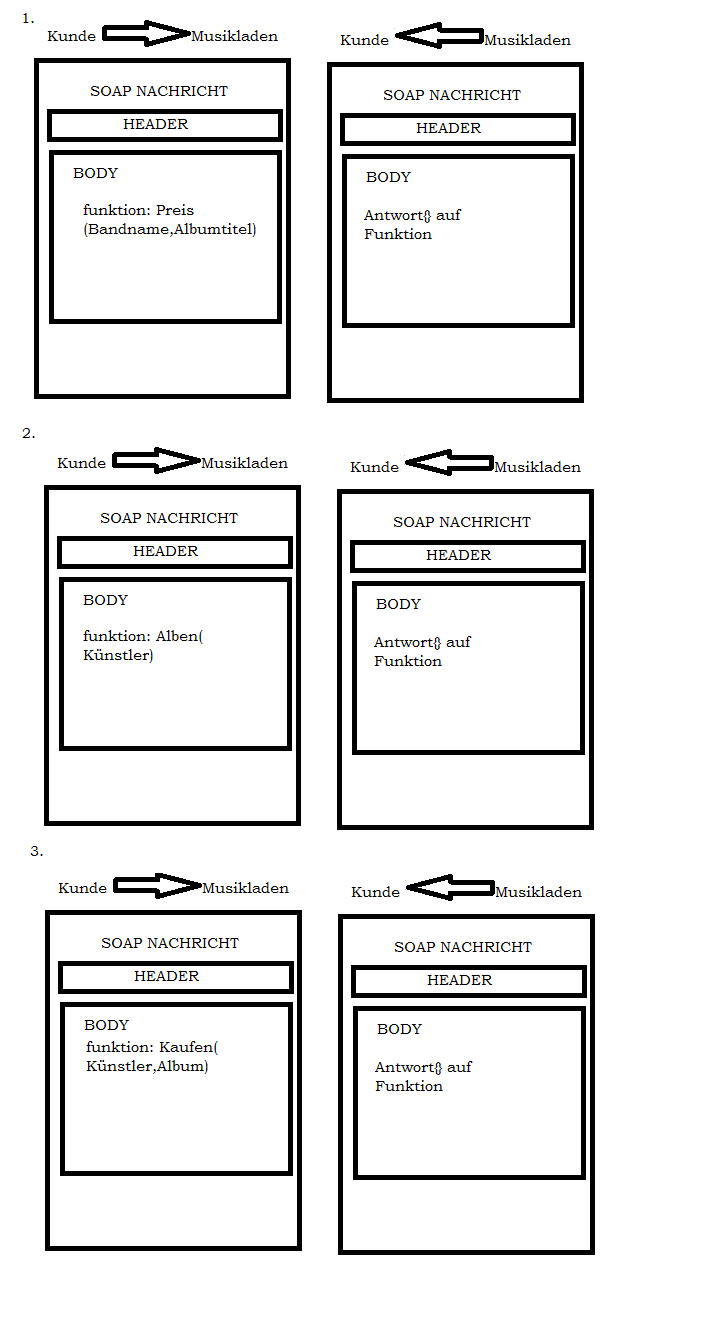 1.
Kunde Musikladen
SOAP NACHRICHT
HEADER
BODY
funktion: Preis
(Bandname,Albumtitel)
Kunde Musikladen
SOAP NACHRICHT
HEADER
BODY
Antwort{} auf
Funktion
2.
Kunde Musikladen
SOAP NACHRICHT
HEADER
BODY
funktion: Alben(
Künstler)
Kunde Musikladen
SOAP NACHRICHT
HEADER
BODY
Antwort{} auf
Funktion
3.
Kunde Musikladen
SOAP NACHRICHT
HEADER
BODY
funktion: Kaufen(
Künstler,Album)
Kunde Musikladen
SOAP NACHRICHT
HEADER
BODY
Antwort{} auf
Funktion